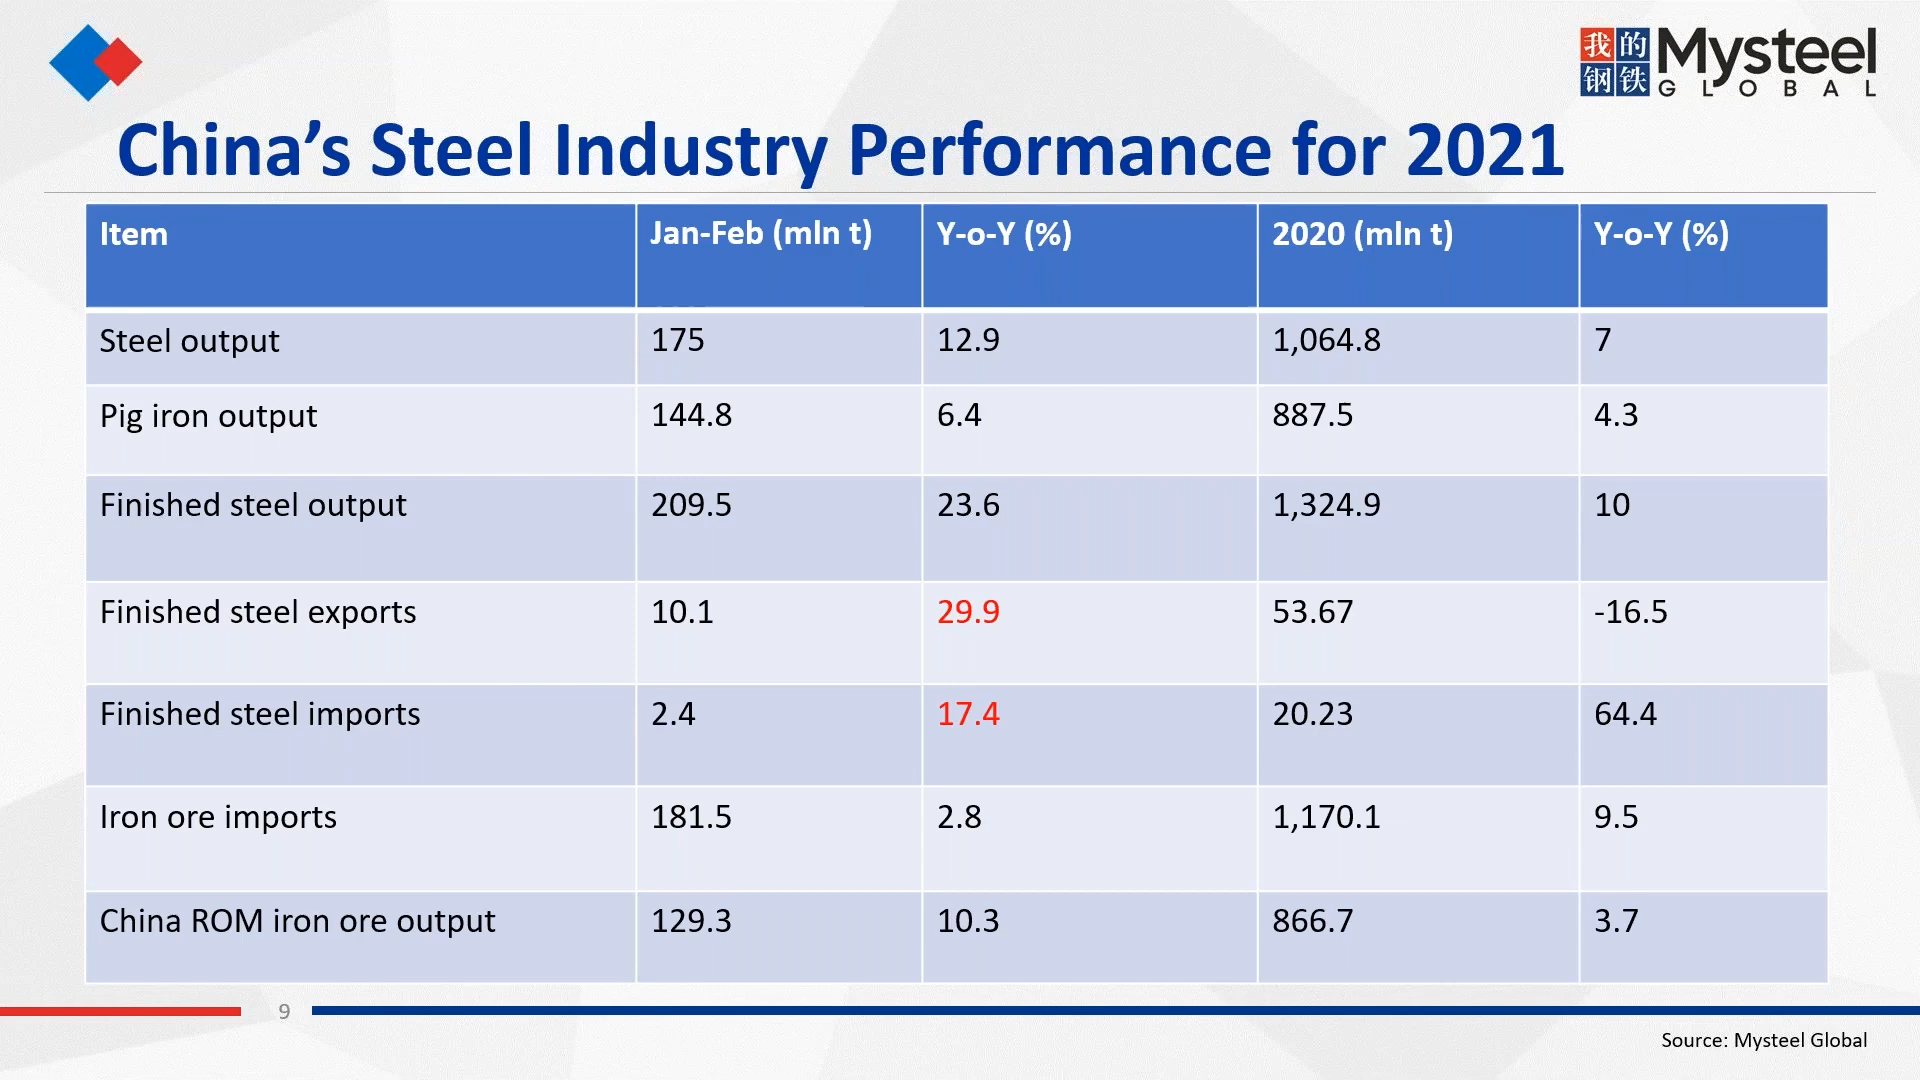 我的
钢铁
Mysteel
GLOBAL
China’s Steel Industry Performance for 2021
Item Jan-Feb (mln t) Y-o-Y (%) 2020 (mln t) Y-o-Y (%)
Steel output 175 12.9 1,064.8 7
Pig iron output 144.8 6.4 887.5 4.3
Finished steel output 209.5 23.6 1,324.9 10
Finished steel exports 10.1 29.9 53.67 -16.5
Finished steel imports 2.4 17.4 20.23 64.4
Iron ore imports 181.5 2.8 1,170.1 9.5
China ROM iron ore output 129.3 10.3 866.7 3.7
9
Source: Mysteel Global